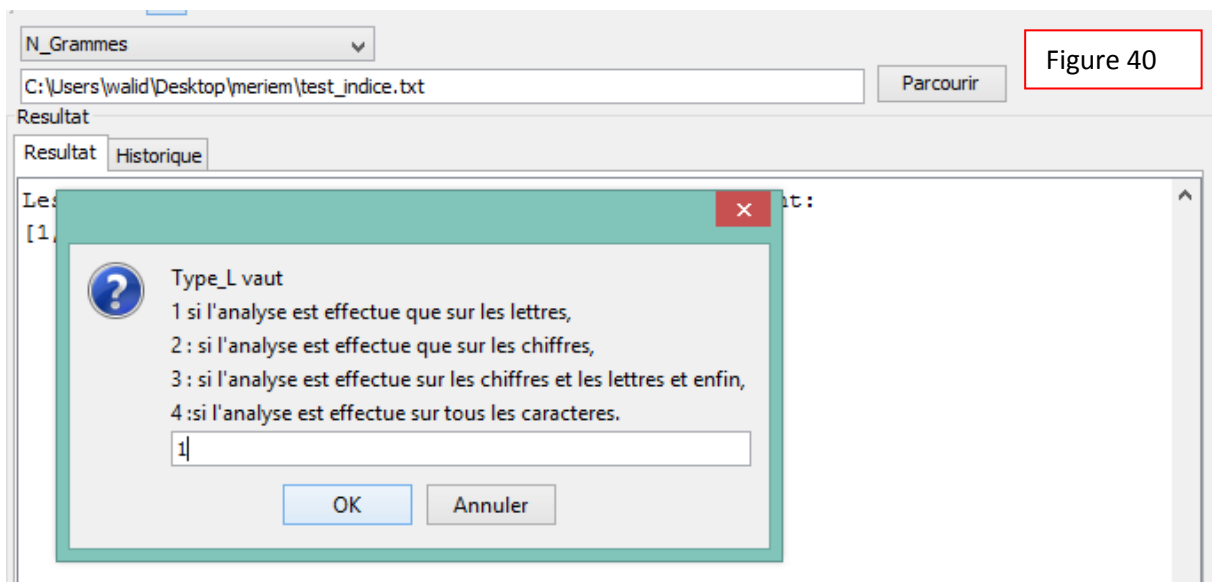 N_Grammes
Figure 40
C:\Users\walid\Desktop\meriem\test_indice.txt
Parcourir
Resultat
Resultat Historique
[1,
Type_L vaut
1 si l'analyse est effectue que sur les lettres,
2 : si l'analyse est effectue que sur les chiffres,
3 : si l'analyse est effectue sur les chiffres et les lettres et enfin,
4 :si l'analyse est effectue sur tous les caracteres.
1
OK Annuler